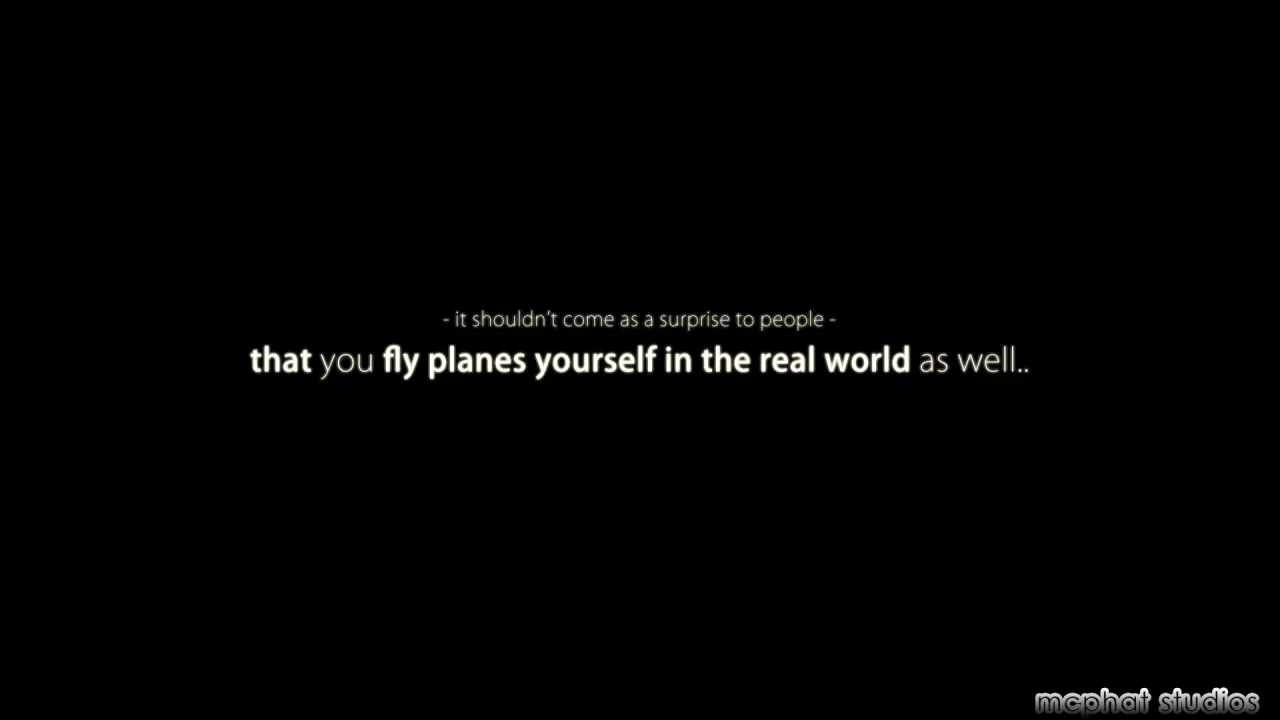 - it shouldn't come as a surprise to people -
that you fly planes yourself in the real world as well..
mcphat studios